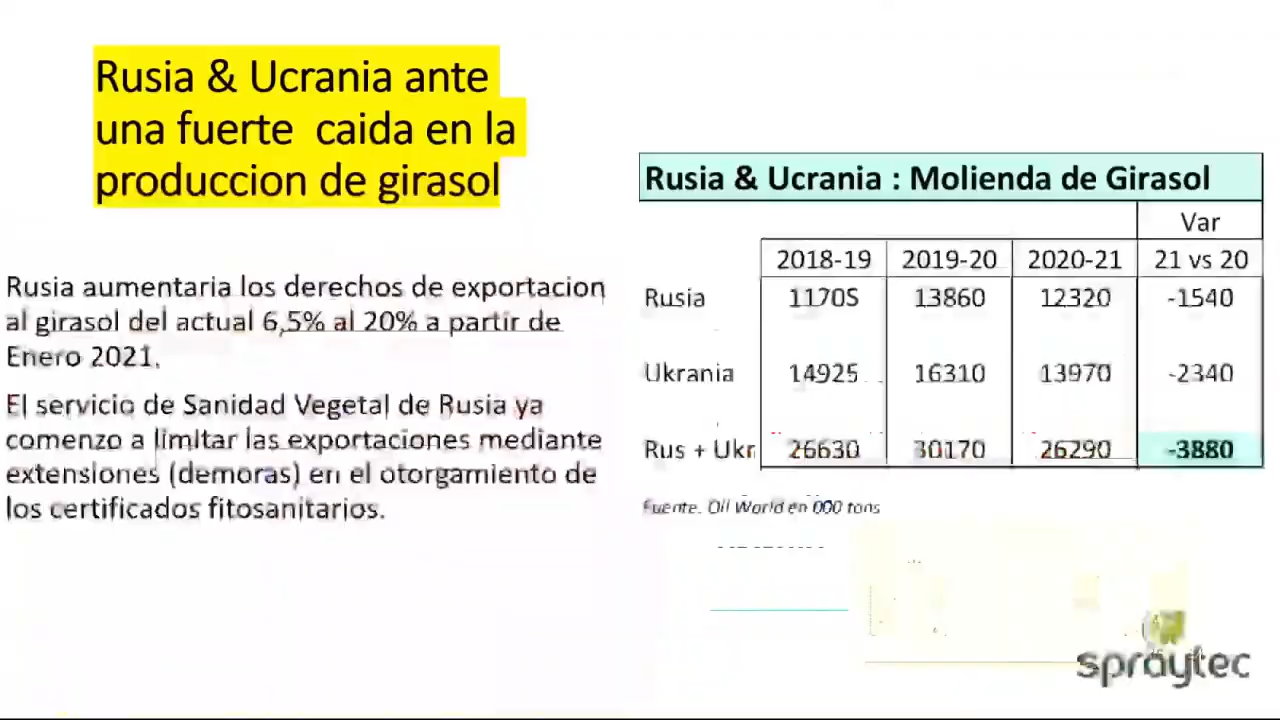 Rusia & Ucrania ante
una fuerte caida en la
produccion de girasol
Rusia aumentaria los derechos de exportacion
al girasol del actual 6,5% al 20% a partir de
Enero 2021.
El servicio de Sanidad Vegetal de Rusia ya
comenzo a limitar las exportaciones mediante
extensiones (demoras) en el otorgamiento de
los certificados fitosanitarios.
Rusia & Ucrania : Molienda de Girasol
Var
2018-19 2019-20 2020-21 21 vs 20
Rusia 11705 13860 12320 -1540
Ukrania 14925 16310 13970 -2340
Rus + Ukr 26630 30170 26290 -3880
Fuente. Oil World en 000 tons
spraytec